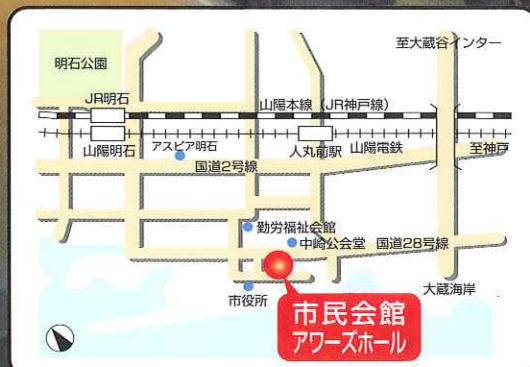 至大蔵谷インター
明石公園
JR明石
山陽本線（JR神戸線）
山陽明石
アスピア明石
人丸前駅
山陽電鉄
至神戸
国道2号線
勤労福祉会館
中崎公会堂
国道28号線
市役所
大蔵海岸
市民会館
アワーズホール